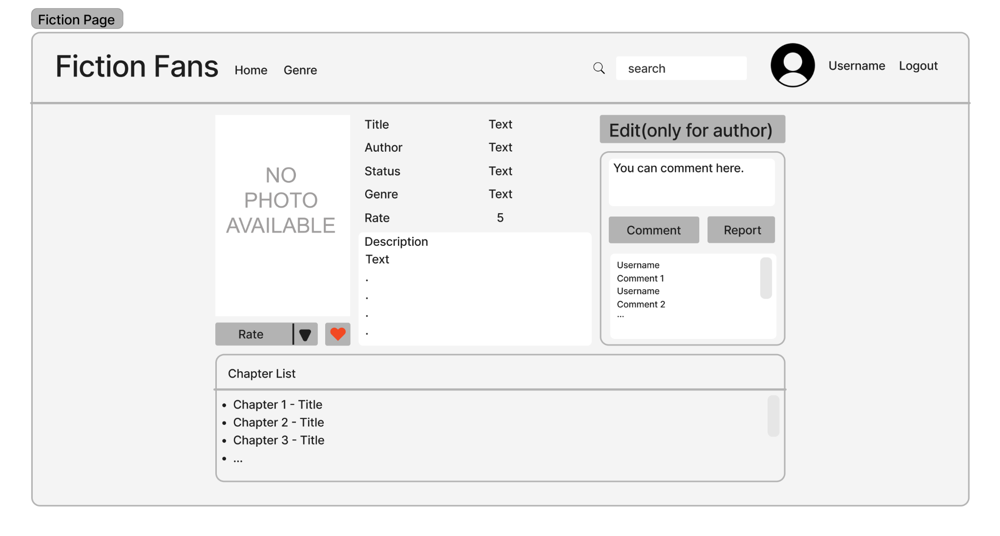 Fiction Page
Fiction Fans Home Genre search Username Logout
NO
PHOTO
AVAILABLE
Rate
Title Text
Author Text
Status Text
Genre Text
Rate 5
Description
Text
.
.
.
.
Edit(only for author)
You can comment here.
Comment Report
Username
Comment 1
Username
Comment 2
...
Chapter List
• Chapter 1 - Title
• Chapter 2 - Title
• Chapter 3 - Title
• ...